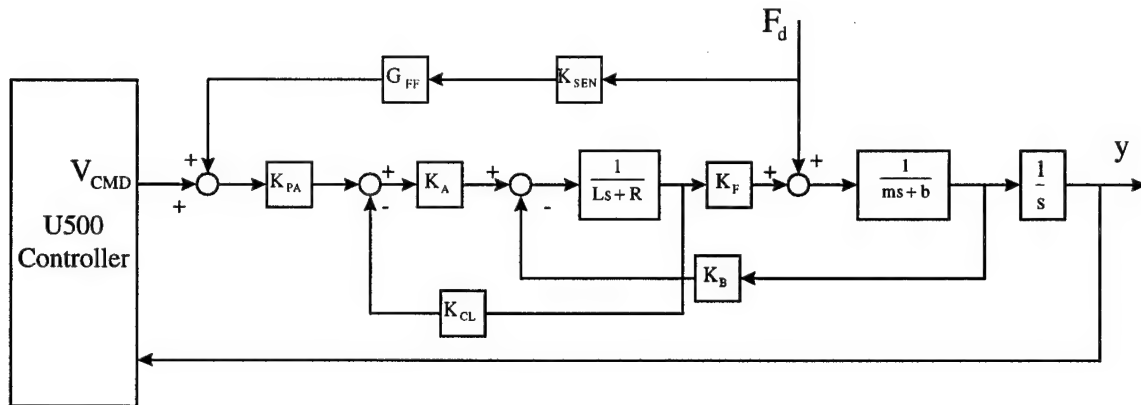 F_d
G_FF
K_SEN
+
+
V_CMD
+
K_PA
+
-
K_A
+
-
1
Ls + R
K_F
+
+
1
ms + b
1
s
y
U500
Controller
K_B
K_CL